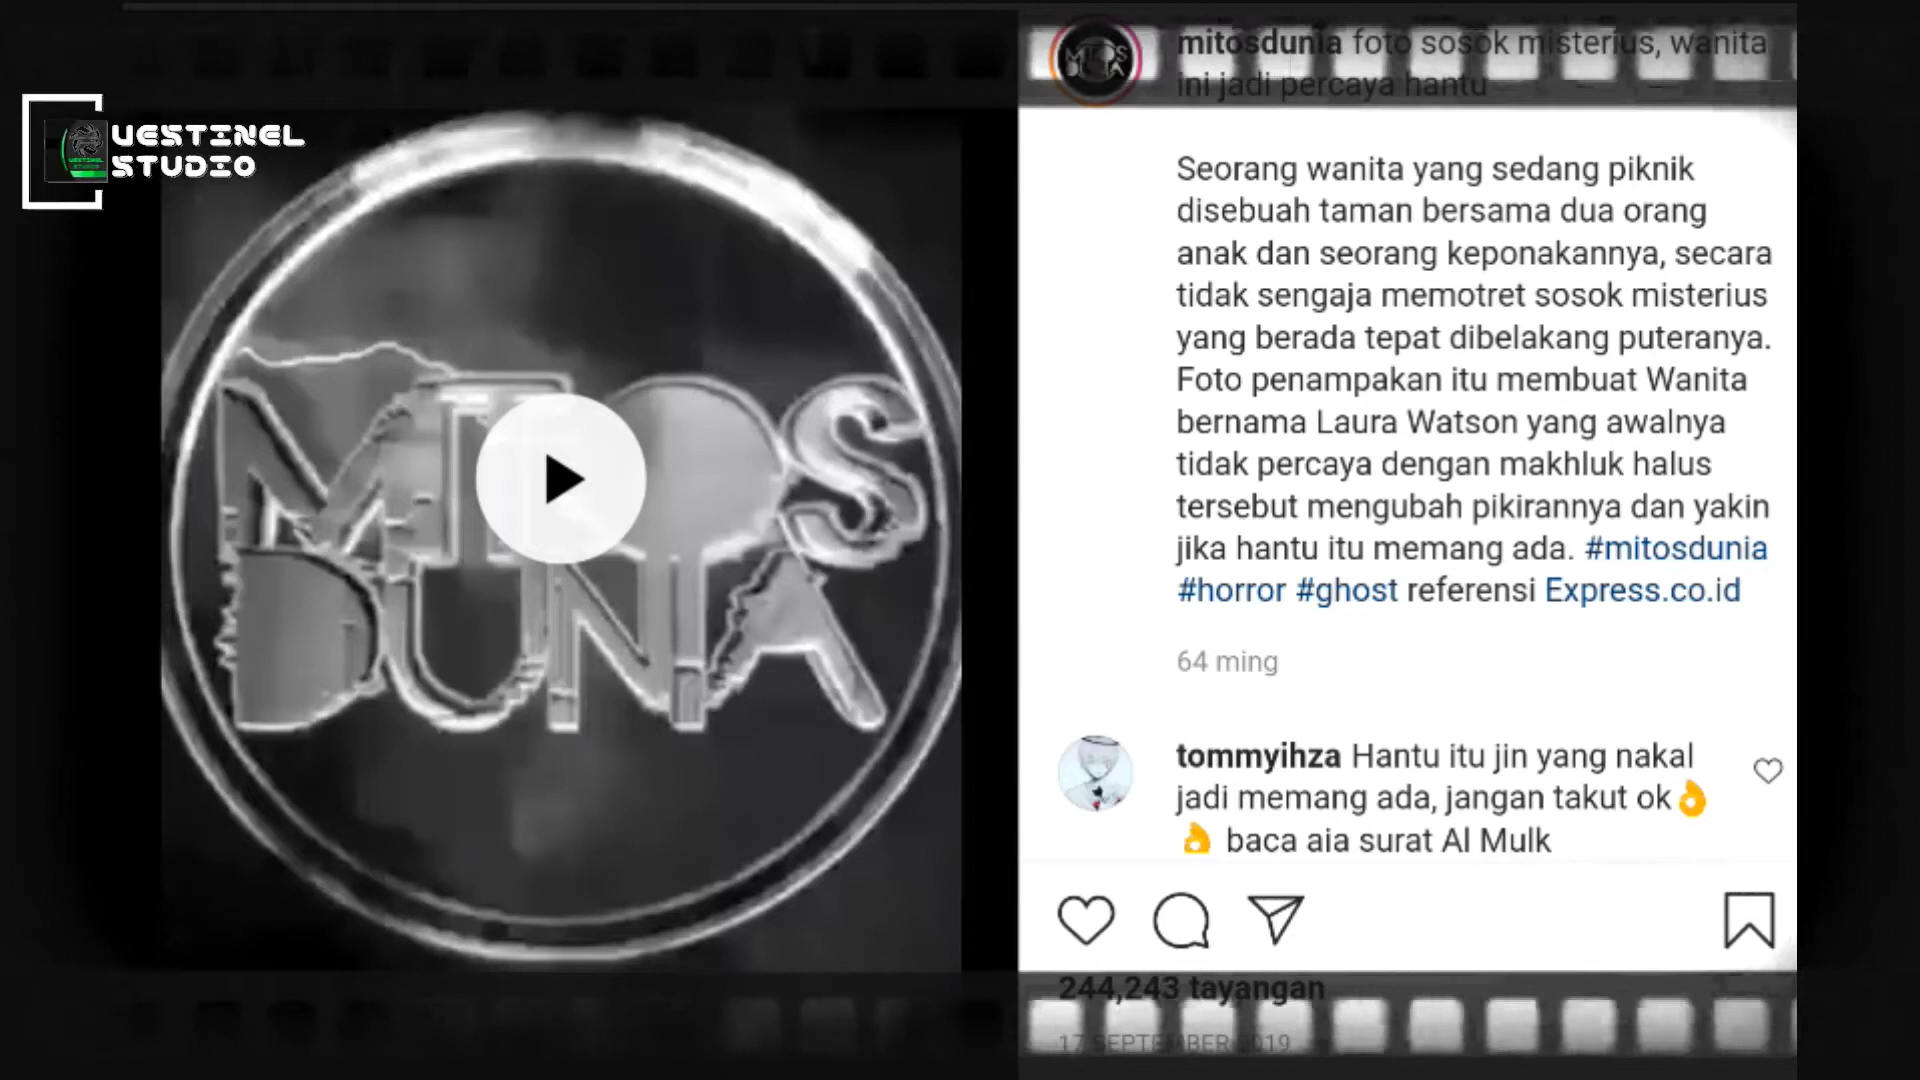 UESTINEL
STUDIO
MITOS
DUNIA
mitosdunia foto sosok misterius, wanita
ini jadi percaya hantu
Seorang wanita yang sedang piknik
disebuah taman bersama dua orang
anak dan seorang keponakannya, secara
tidak sengaja memotret sosok misterius
yang berada tepat dibelakang puteranya.
Foto penampakan itu membuat Wanita
bernama Laura Watson yang awalnya
tidak percaya dengan makhluk halus
tersebut mengubah pikirannya dan yakin
jika hantu itu memang ada. #mitosdunia
#horror #ghost referensi Express.co.id
64 ming
tommyihza Hantu itu jin yang nakal
jadi memang ada, jangan takut ok👌
👌 baca aia surat Al Mulk
244,243 tayangan
17 SEPTEMBER 2019